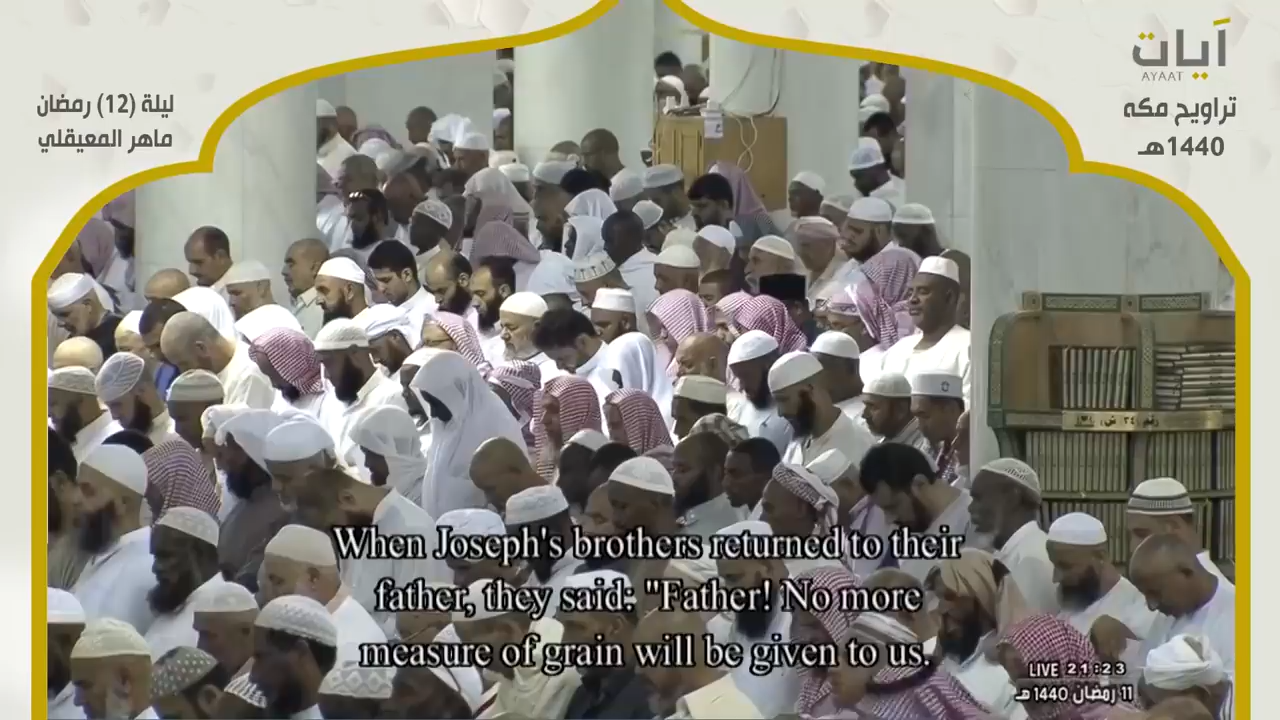 آيات
AYAAT
تراويح مكه
1440هـ
ليلة (12) رمضان
ماهر المعيقلي
When Joseph's brothers returned to their
father, they said: "Father! No more
measure of grain will be given to us.
LIVE 21:23
11 رمضان 1440هـ